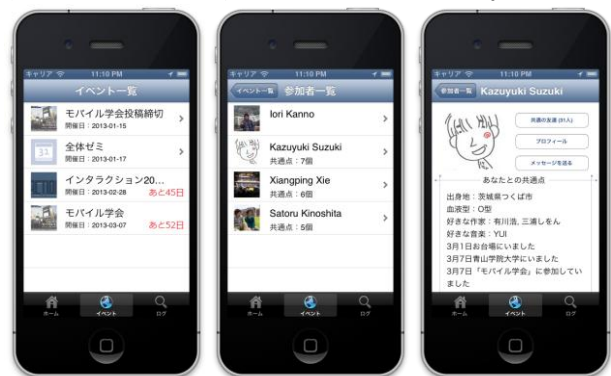 キャリア 11:10 PM
イベント一覧
モバイル学会投稿締切
開催日：2013-01-15
31
全体ゼミ
開催日：2013-01-17
インタラクション20...
開催日：2013-02-28 あと45日
モバイル学会
開催日：2013-03-07 あと52日
ホーム イベント ログ
キャリア 11:10 PM
イベント一覧 参加者一覧
Iori Kanno
Kazuyuki Suzuki
共通点：7個
Xiangping Xie
共通点：6個
Satoru Kinoshita
共通点：5個
ホーム イベント ログ
キャリア 11:10 PM
参加者一覧 Kazuyuki Suzuki
共通の友達 (31人)
プロフィール
メッセージを送る
あなたとの共通点
出身地：茨城県つくば市
血液型：O型
好きな作家：有川浩, 三浦しをん
好きな音楽：YUI
3月1日お台場にいました
3月7日青山学院大学にいました
3月7日「モバイル学会」に参加してい
ました
ホーム イベント ログ